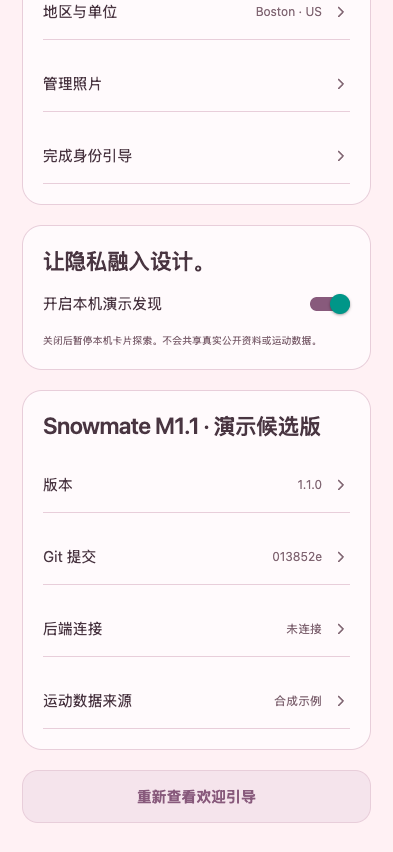 地区与单位 Boston · US
管理照片
完成身份引导
让隐私融入设计。
开启本机演示发现
关闭后暂停本机卡片探索。不会共享真实公开资料或运动数据。
Snowmate M1.1 · 演示候选版
版本 1.1.0
Git 提交 013852e
后端连接 未连接
运动数据来源 合成示例
重新查看欢迎引导